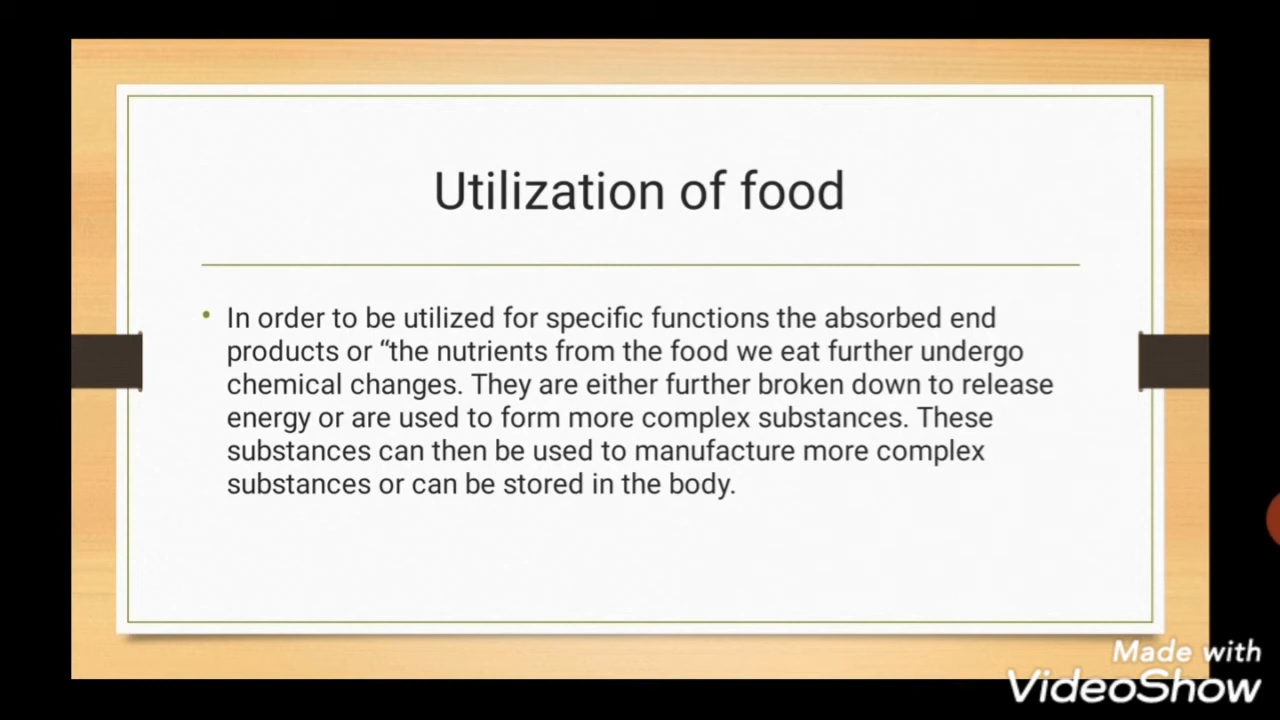 Utilization of food
• In order to be utilized for specific functions the absorbed end
products or “the nutrients from the food we eat further undergo
chemical changes. They are either further broken down to release
energy or are used to form more complex substances. These
substances can then be used to manufacture more complex
substances or can be stored in the body.
Made with
VideoShow